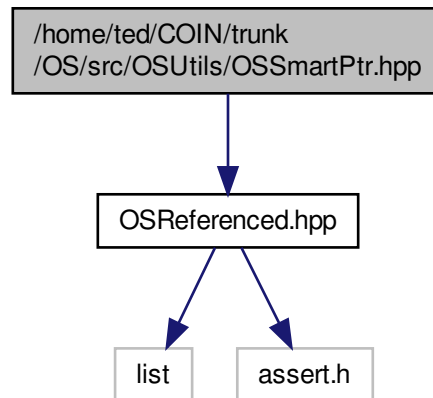 /home/ted/COIN/trunk
/OS/src/OSUtils/OSSmartPtr.hpp
OSReferenced.hpp
list
assert.h